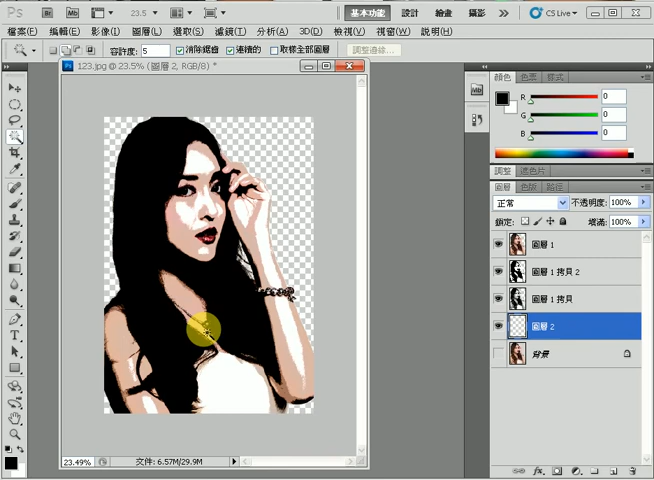 Ps Br Mb 23.5 基本功能 設計 繪畫 攝影 >> CS Live
檔案(F) 編輯(E) 影像(I) 圖層(L) 選取(S) 濾鏡(T) 分析(A) 3D(D) 檢視(V) 視窗(W) 說明(H)
容許度: 5 消除鋸齒 連續的 取樣全部圖層 調整邊緣...
123.jpg @ 23.5% (圖層 2, RGB/8) *
顏色 色票 樣式
R 0
G 0
B 0
調整 遮色片
圖層 色版 路徑
正常 不透明度: 100%
鎖定: 填滿: 100%
圖層 1
圖層 1 拷貝 2
圖層 1 拷貝
圖層 2
背景
23.49% 文件: 6.57M/29.9M